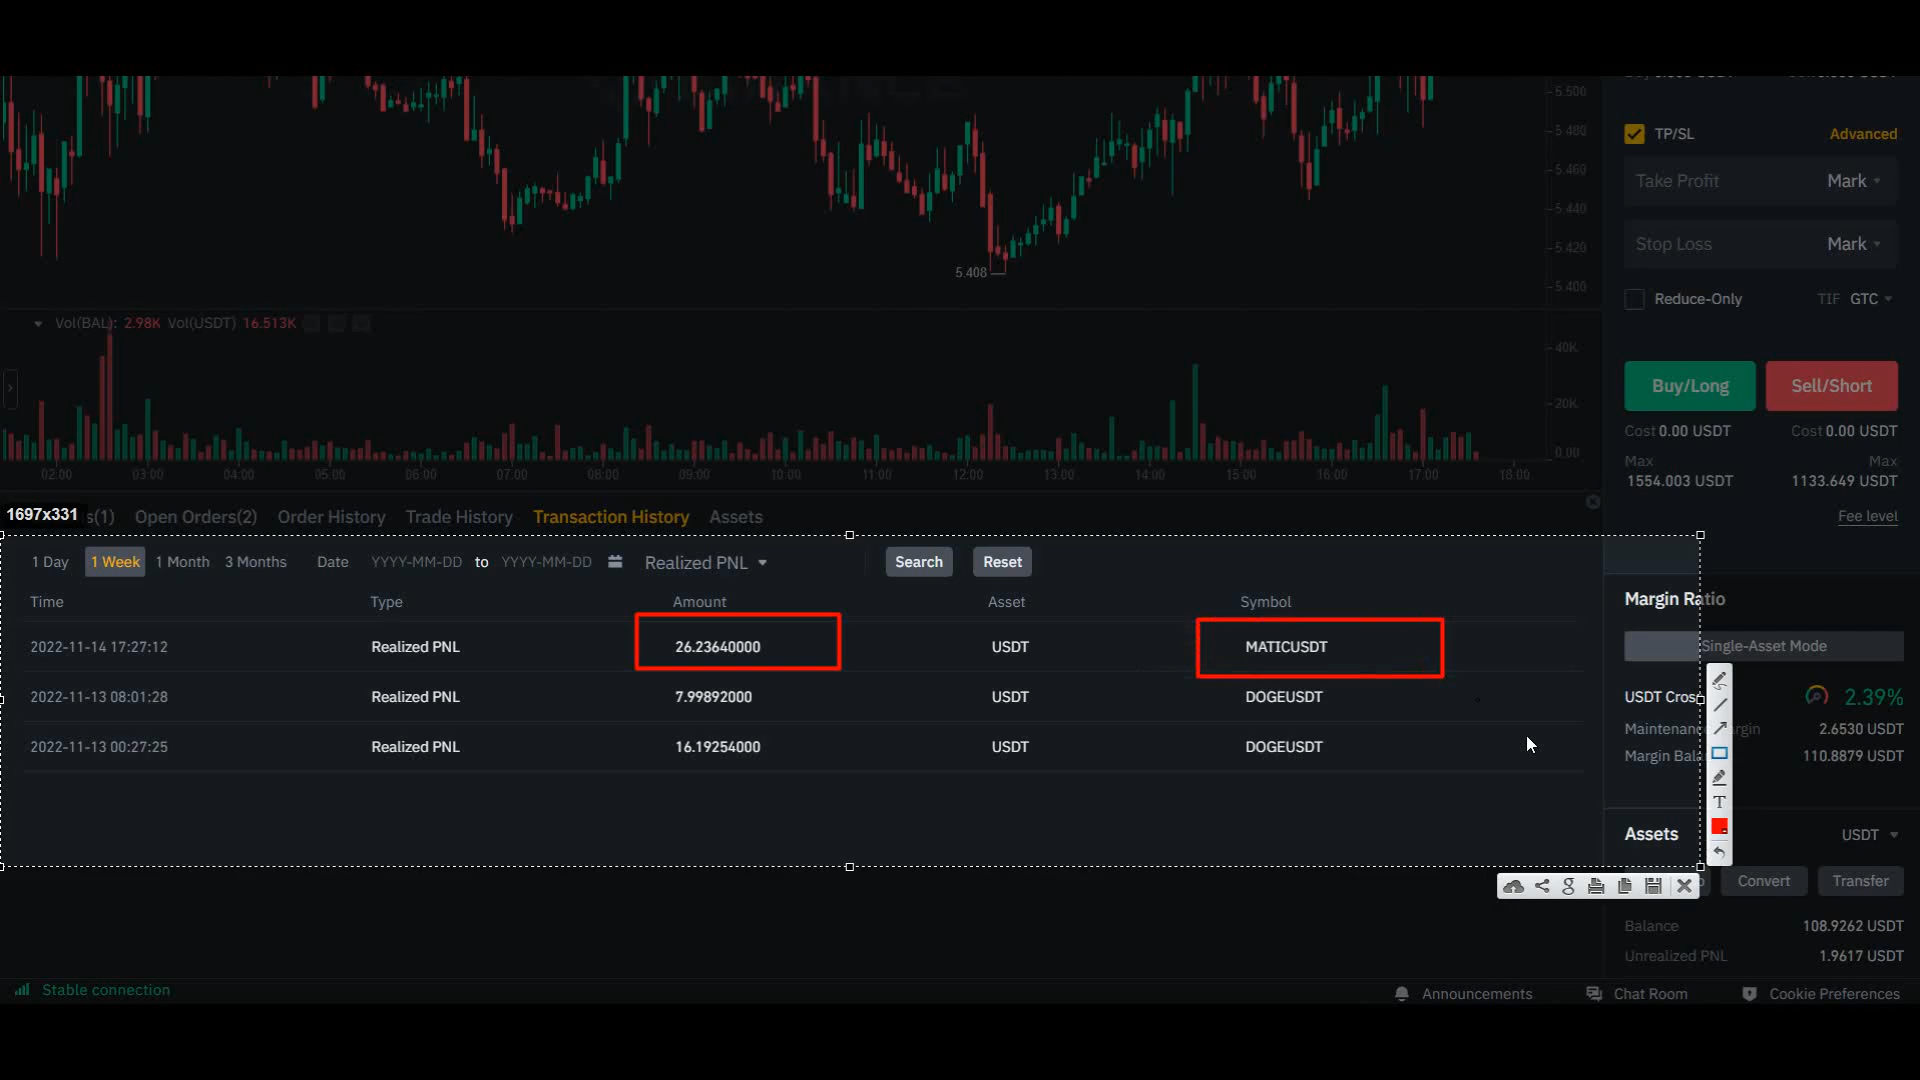 5.500
TP/SL Advanced
5.480
5.460
Take Profit Mark
5.440
5.420
Stop Loss Mark
5.408
5.400
Reduce-Only TIF GTC
Vol(BAL): 2.98K Vol(USDT) 16.513K
40K
Buy/Long Sell/Short
20K
Cost 0.00 USDT Cost 0.00 USDT
0.00
Max Max
02:00 03:00 04:00 05:00 06:00 07:00 08:00 09:00 10:00 11:00 12:00 13:00 14:00 15:00 16:00 17:00 18:00
1554.003 USDT 1133.649 USDT
1697x331 s(1) Open Orders(2) Order History Trade History Transaction History Assets
Fee level
1 Day 1 Week 1 Month 3 Months Date YYYY-MM-DD to YYYY-MM-DD Realized PNL Search Reset
Time Type Amount Asset Symbol
Margin Ratio
2022-11-14 17:27:12 Realized PNL 26.23640000 USDT MATICUSDT
Single-Asset Mode
2022-11-13 08:01:28 Realized PNL 7.99892000 USDT DOGEUSDT
USDT Cros 2.39%
Maintenanc rgin 2.6530 USDT
2022-11-13 00:27:25 Realized PNL 16.19254000 USDT DOGEUSDT
Margin Bala 110.8879 USDT
T
Assets USDT
Convert Transfer
Balance 108.9262 USDT
Unrealized PNL 1.9617 USDT
Stable connection Announcements Chat Room Cookie Preferences